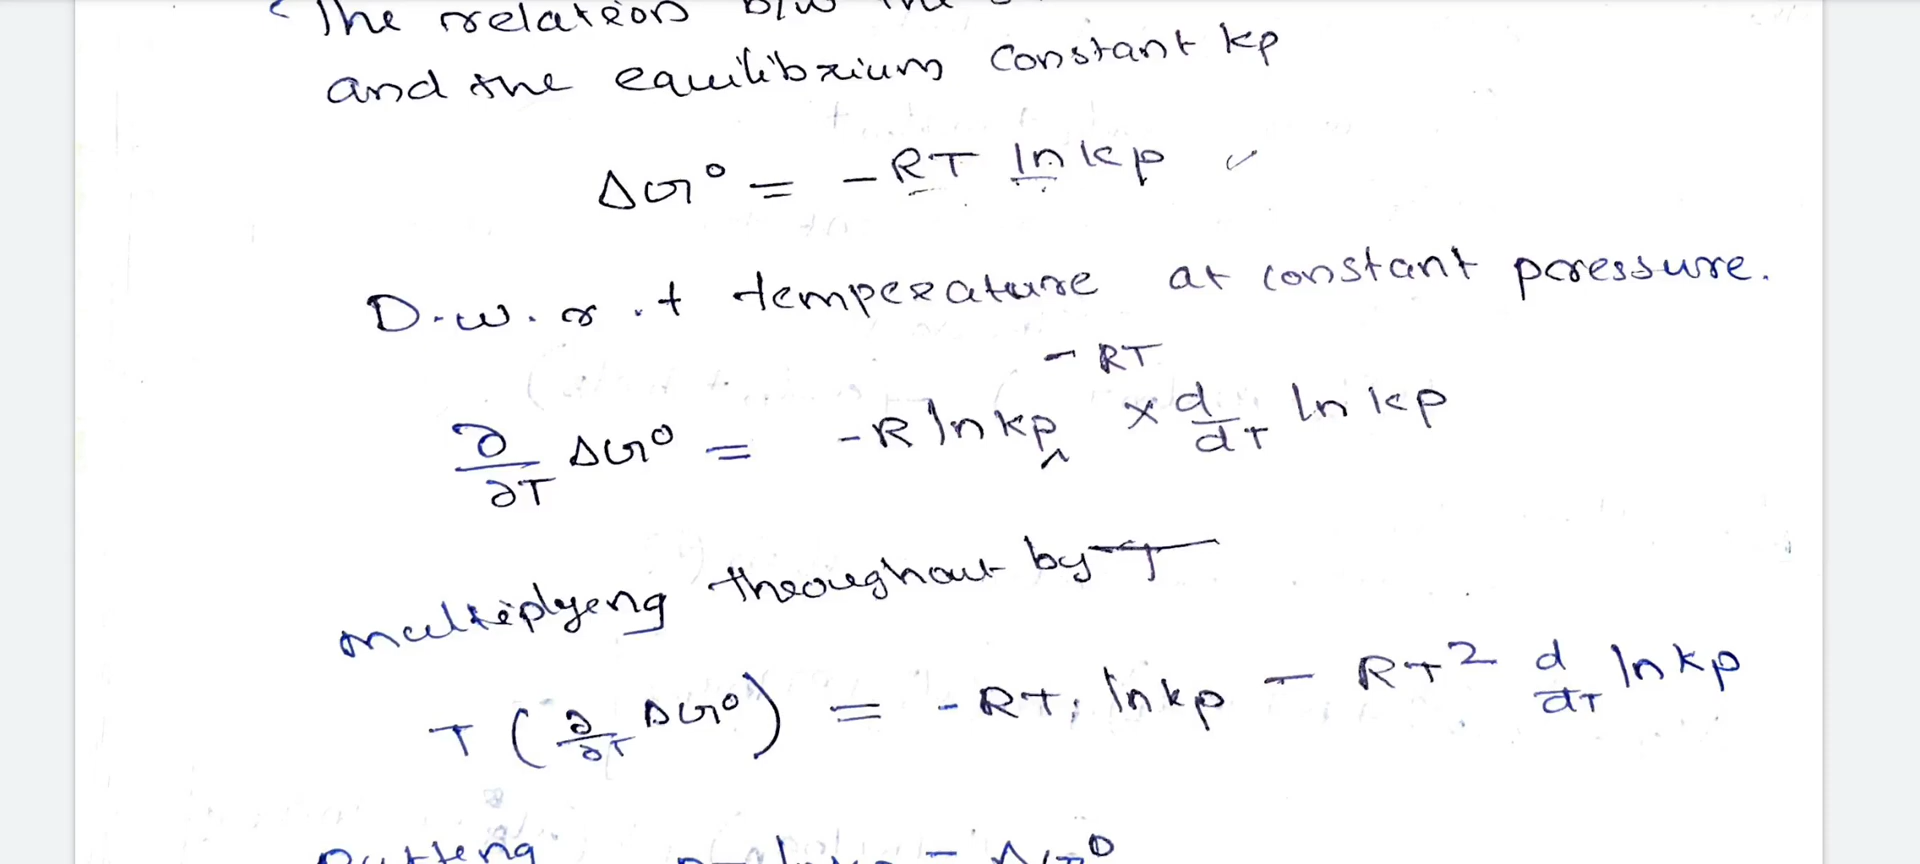 The relation b/w the
and the equilibrium constant kp
ΔG° = -RT ln kp ✓
D.w.r.t temperature at constant pressure.
- RT
∂/∂T ΔG° = -R ln kp ^ × d/dT ln kp
multiplying throughout by T
T (∂/∂T ΔG°) = - RT, ln kp - RT² d/dT ln kp
Putting